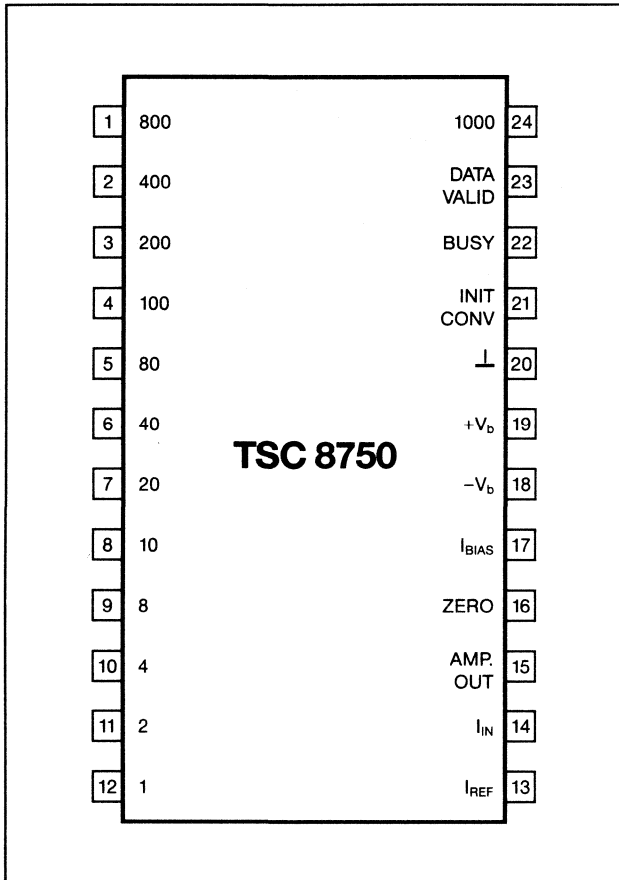 1 800
2 400
3 200
4 100
5 80
6 40
7 20
8 10
9 8
10 4
11 2
12 1
TSC 8750
1000 24
DATA
VALID 23
BUSY 22
INIT
CONV 21
20
+Vb 19
−Vb 18
IBIAS 17
ZERO 16
AMP.
OUT 15
IIN 14
IREF 13